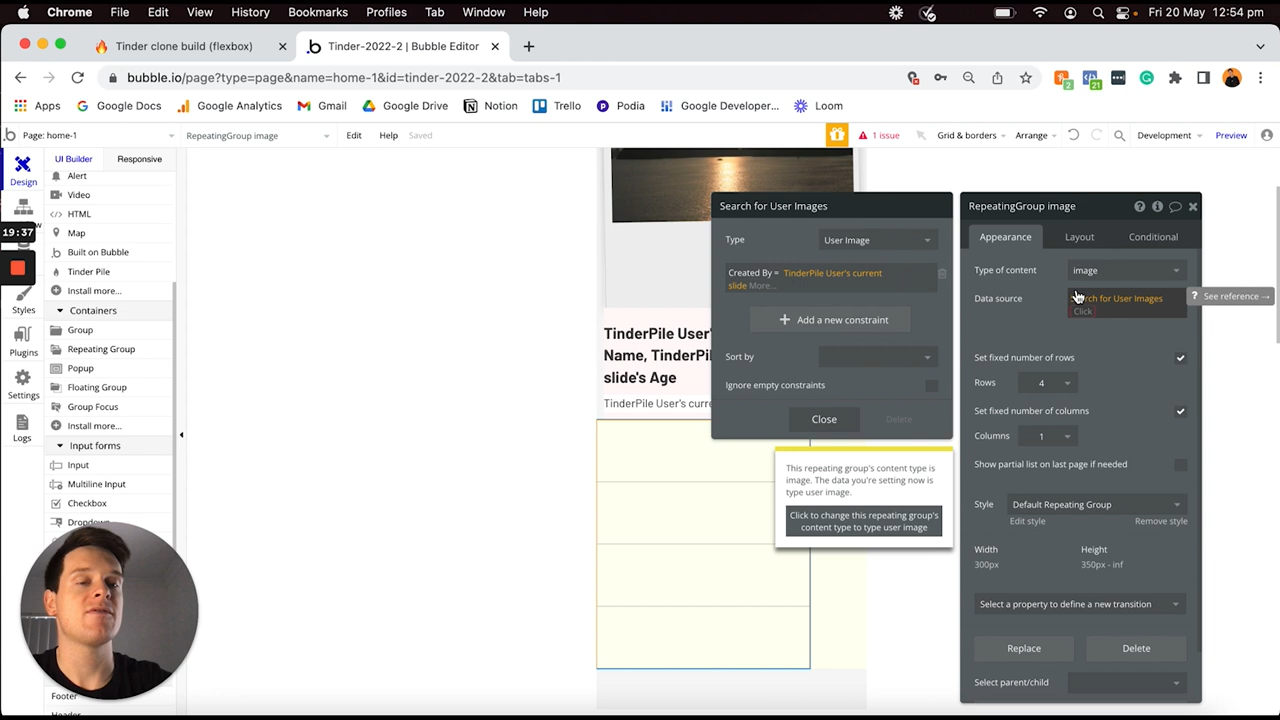 Chrome File Edit View History Bookmarks Profiles Tab Window Help Fri 20 May 12:54 pm
Tinder clone build (flexbox) Tinder-2022-2 | Bubble Editor
bubble.io/page?type=page&name=home-1&id=tinder-2022-2&tab=tabs-1
2 21
Apps Google Docs Google Analytics Gmail Google Drive Notion Trello Podia Google Developer... Loom
Page: home-1 RepeatingGroup image Edit Help Saved 1 issue Grid & borders Arrange Development Preview
UI Builder Responsive
Design
Alert
Video
HTML
Map
19:37
Built on Bubble
Tinder Pile
Install more...
Styles
Containers
Group
Plugins
Repeating Group
Popup
Settings
Floating Group
Group Focus
Logs
Install more...
Input forms
Input
Multiline Input
Checkbox
Dropdown
Footer
Header
TinderPile User'
Name, TinderPi
slide's Age
TinderPile User's curre
Search for User Images
Type User Image
Created By = TinderPile User's current
slide More...
Add a new constraint
Sort by
Ignore empty constraints
Close Delete
This repeating group's content type is
image. The data you're setting now is
type user image.
Click to change this repeating group's
content type to type user image
RepeatingGroup image
Appearance Layout Conditional
Type of content image
Data source Search for User Images
Click
? See reference →
Set fixed number of rows
Rows 4
Set fixed number of columns
Columns 1
Show partial list on last page if needed
Style Default Repeating Group
Edit style Remove style
Width Height
300px 350px - inf
Select a property to define a new transition
Replace Delete
Select parent/child